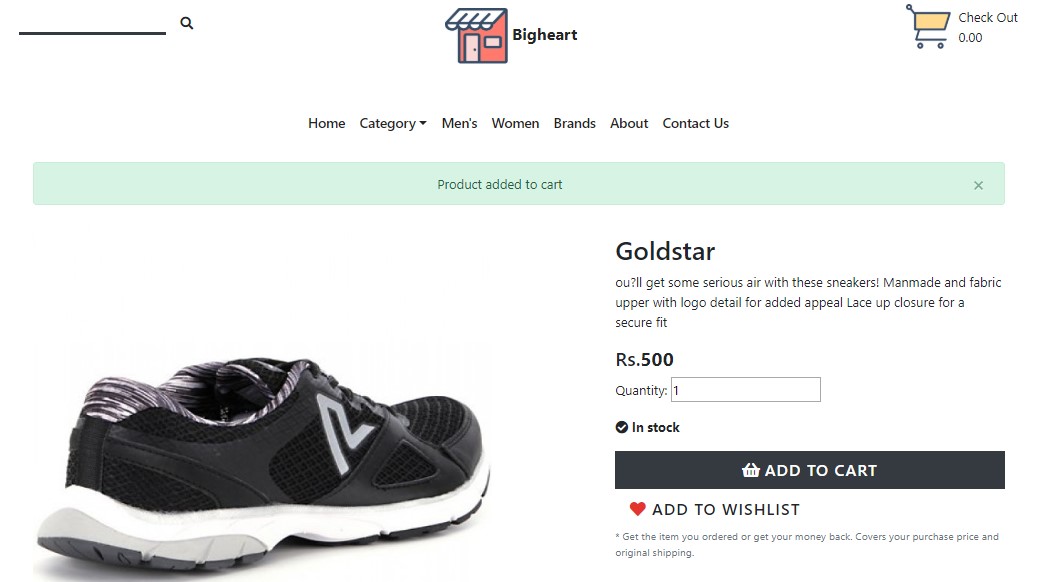 Bigheart
Check Out
0.00
Home Category Men's Women Brands About Contact Us
Product added to cart ×
Goldstar
ou?ll get some serious air with these sneakers! Manmade and fabric
upper with logo detail for added appeal Lace up closure for a
secure fit
Rs.500
Quantity: 1
In stock
ADD TO CART
ADD TO WISHLIST
* Get the item you ordered or get your money back. Covers your purchase price and
original shipping.